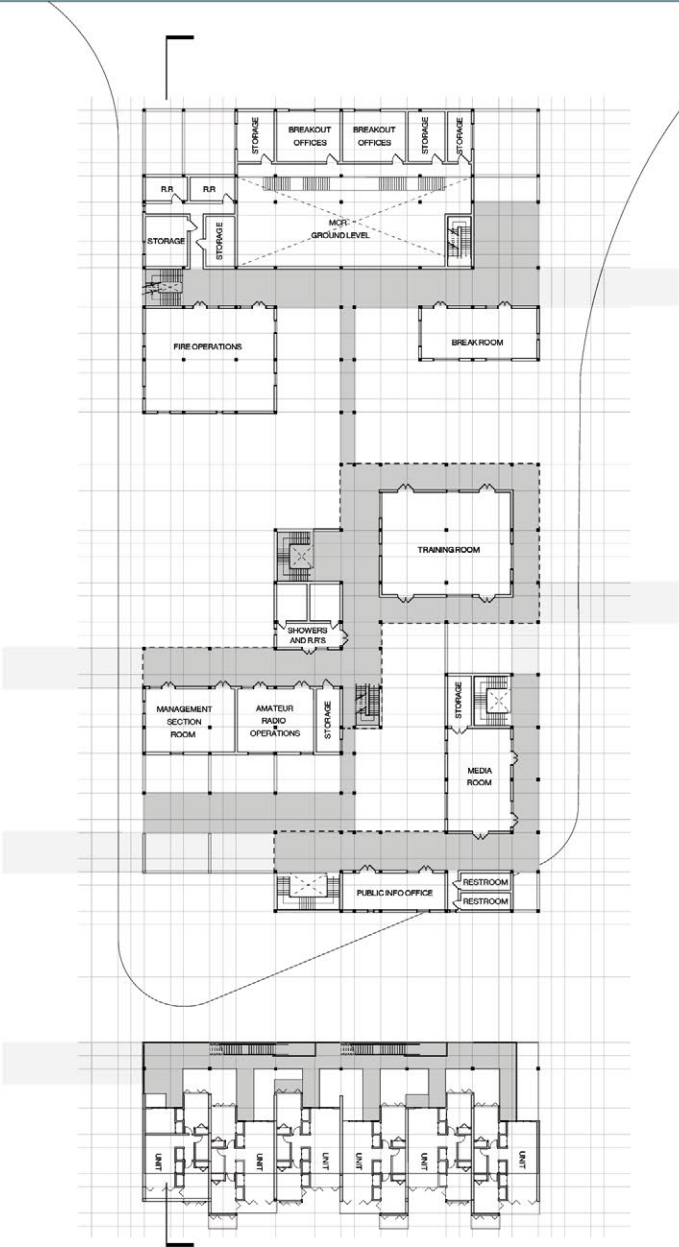 STORAGE
BREAKOUT
OFFICES
BREAKOUT
OFFICES
STORAGE
STORAGE
R.R
R.R
MCR
GROUND LEVEL
STORAGE
STORAGE
FIRE OPERATIONS
BREAK ROOM
TRAINING ROOM
SHOWERS
AND R.R'S
MANAGEMENT
SECTION
ROOM
AMATEUR
RADIO
OPERATIONS
STORAGE
STORAGE
MEDIA
ROOM
PUBLIC INFO OFFICE
RESTROOM
RESTROOM
UNIT
UNIT
UNIT
UNIT
UNIT
UNIT